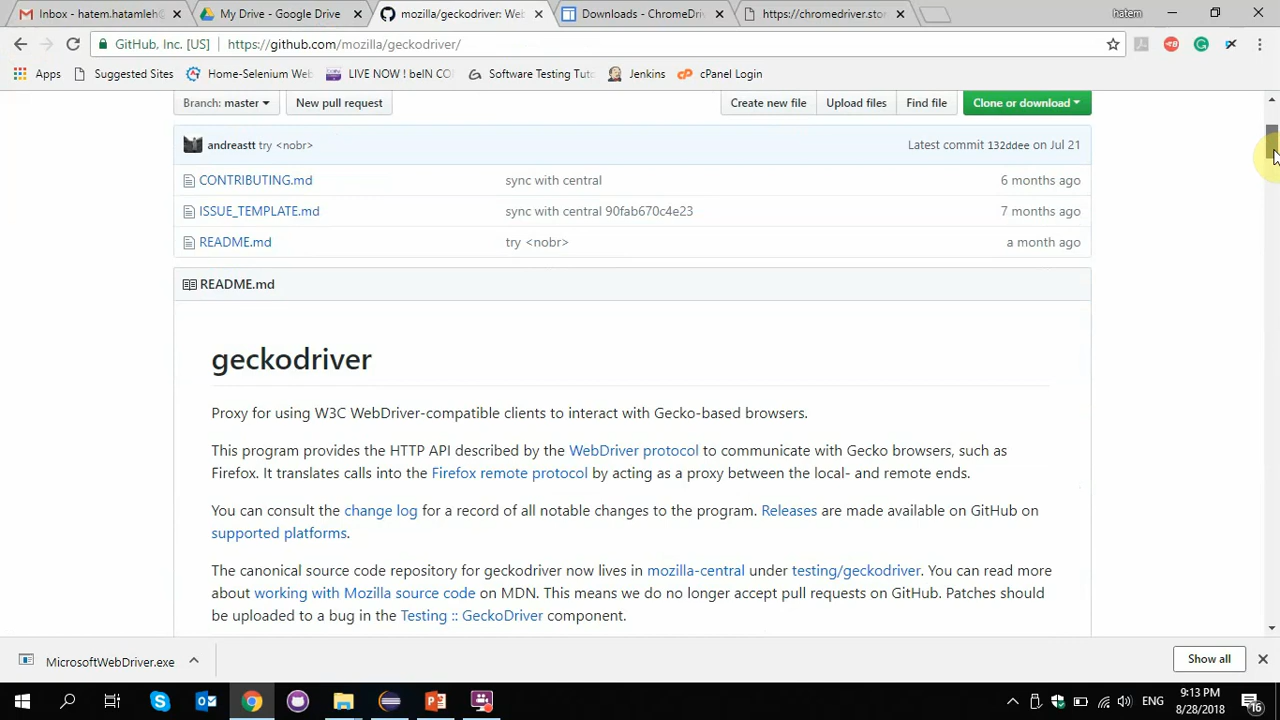 Inbox - hatem.hatamleh@
My Drive - Google Drive
mozilla/geckodriver: Web
Downloads - ChromeDri
https://chromedriver.stor
hatem
GitHub, Inc. [US]
https://github.com/mozilla/geckodriver/
Apps
Suggested Sites
Home-Selenium Web
LIVE NOW ! beIN CO
Software Testing Tut
Jenkins
cPanel Login
Branch: master
New pull request
Create new file
Upload files
Find file
Clone or download
andreastt try <nobr>
Latest commit 132ddee on Jul 21
CONTRIBUTING.md
sync with central
6 months ago
ISSUE_TEMPLATE.md
sync with central 90fab670c4e23
7 months ago
README.md
try <nobr>
a month ago
README.md
geckodriver
Proxy for using W3C WebDriver-compatible clients to interact with Gecko-based browsers.
This program provides the HTTP API described by the WebDriver protocol to communicate with Gecko browsers, such as
Firefox. It translates calls into the Firefox remote protocol by acting as a proxy between the local- and remote ends.
You can consult the change log for a record of all notable changes to the program. Releases are made available on GitHub on
supported platforms.
The canonical source code repository for geckodriver now lives in mozilla-central under testing/geckodriver. You can read more
about working with Mozilla source code on MDN. This means we do no longer accept pull requests on GitHub. Patches should
be uploaded to a bug in the Testing :: GeckoDriver component.
MicrosoftWebDriver.exe
Show all
ENG
9:13 PM
8/28/2018
16